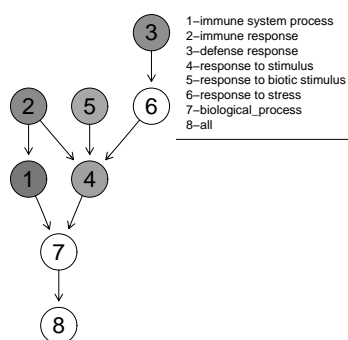 3
1–immune system process
2–immune response
3–defense response
4–response to stimulus
5–response to biotic stimulus
6–response to stress
7–biological_process
8–all
2
5
6
1
4
7
8